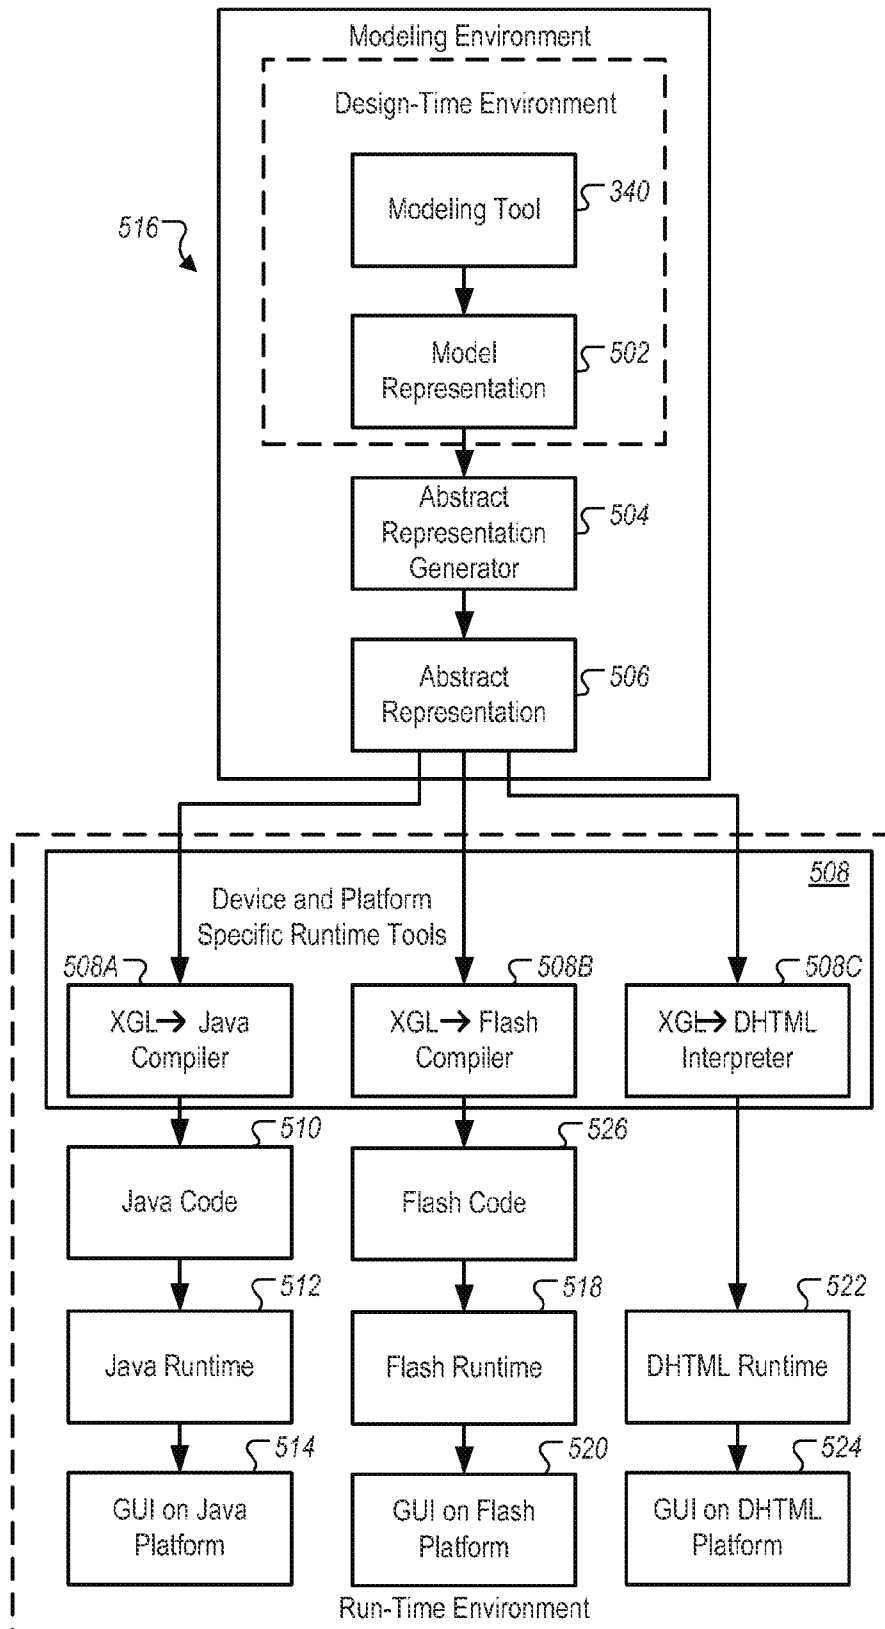 Modeling Environment
Design-Time Environment
Modeling Tool
340
516
Model
Representation
502
Abstract
Representation
Generator
504
Abstract
Representation
506
508
Device and Platform
Specific Runtime Tools
508A
508B
508C
XGL→ Java
Compiler
XGL→ Flash
Compiler
XGL→ DHTML
Interpreter
510
526
Java Code
Flash Code
512
518
522
Java Runtime
Flash Runtime
DHTML Runtime
514
520
524
GUI on Java
Platform
GUI on Flash
Platform
GUI on DHTML
Platform
Run-Time Environment